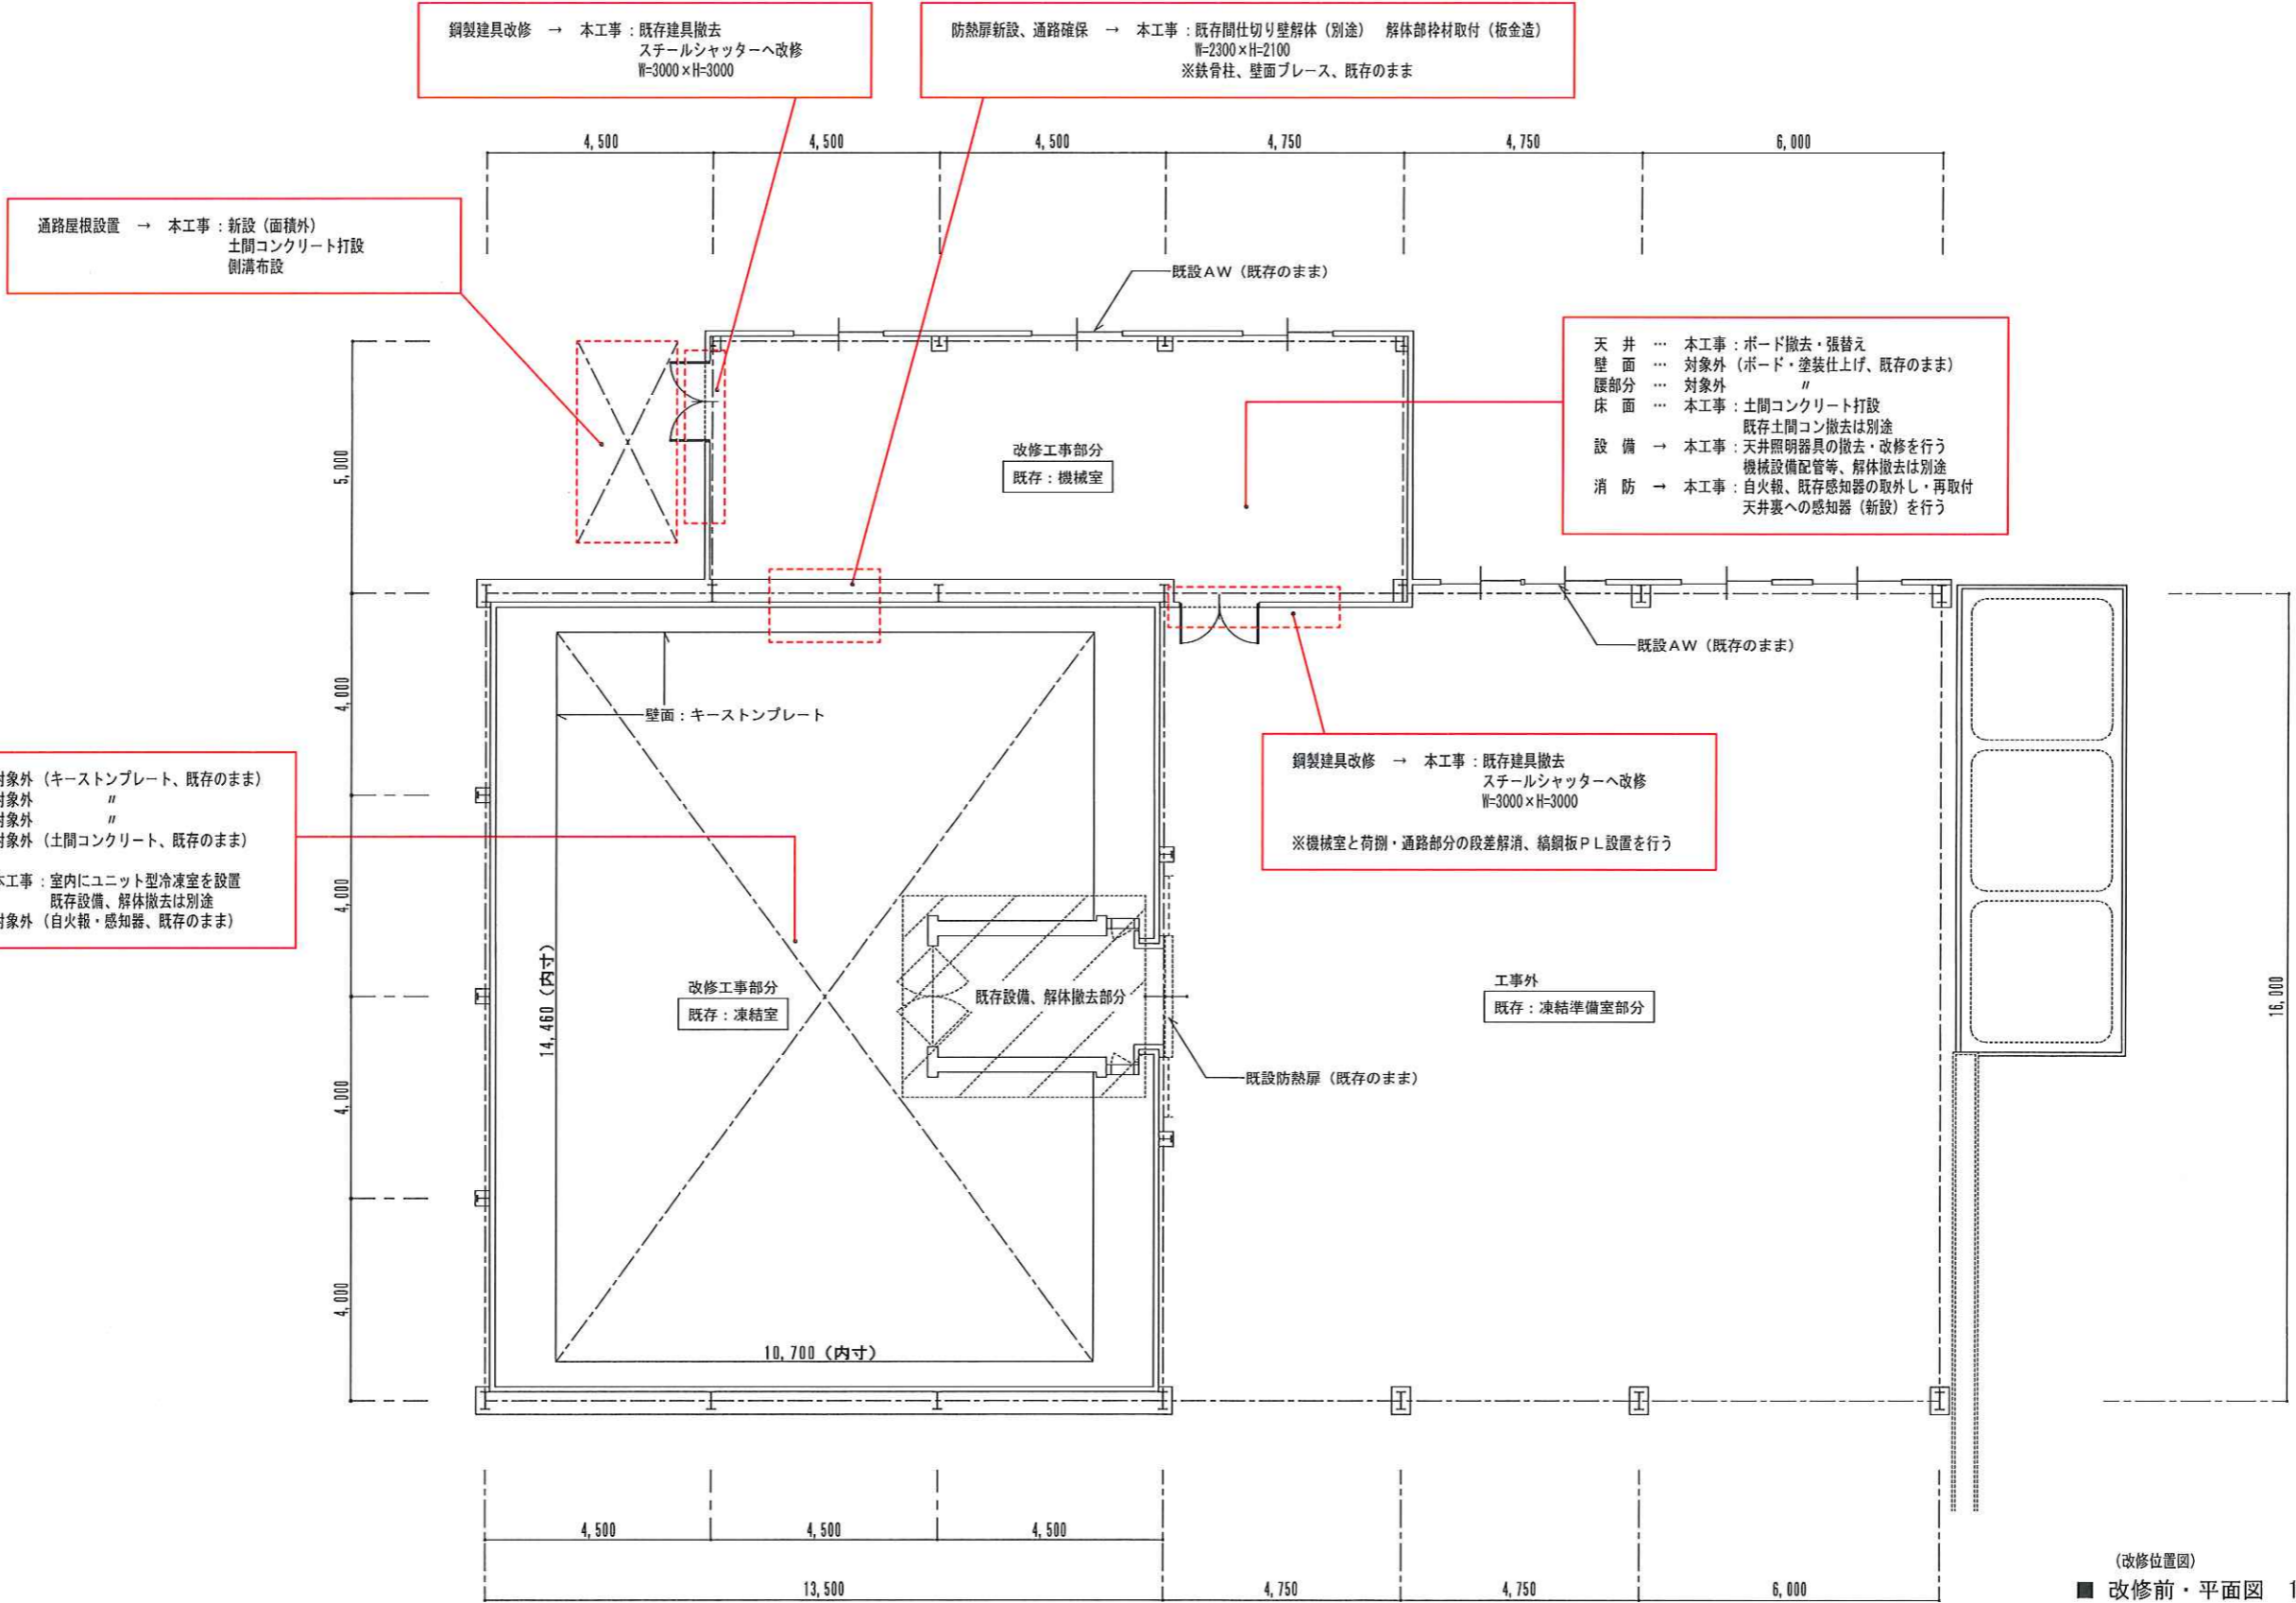 鋼製建具改修 → 本工事：既存建具撤去
スチールシャッターへ改修
W=3000×H=3000
防熱扉新設、通路確保 → 本工事：既存間仕切り壁解体（別途） 解体部枠材取付（板金造）
W=2300×H=2100
※鉄骨柱、壁面ブレース、既存のまま
4,500
4,500
4,500
4,750
4,750
6,000
通路屋根設置 → 本工事：新設（面積外）
土間コンクリート打設
側溝布設
既設AW（既存のまま）
天 井 … 本工事：ボード撤去・張替え
壁 面 … 対象外（ボード・塗装仕上げ、既存のまま）
腰部分 … 対象外 〃
床 面 … 本工事：土間コンクリート打設
既存土間コン撤去は別途
設 備 → 本工事：天井照明器具の撤去・改修を行う
機械設備配管等、解体撤去は別途
消 防 → 本工事：自火報、既存感知器の取外し・再取付
天井裏への感知器（新設）を行う
改修工事部分
既存：機械室
5,000
既設AW（既存のまま）
4,000
壁面：キーストンプレート
対象外（キーストンプレート、既存のまま）
対象外 〃
対象外 〃
対象外（土間コンクリート、既存のまま）
本工事：室内にユニット型冷凍室を設置
既存設備、解体撤去は別途
対象外（自火報・感知器、既存のまま）
鋼製建具改修 → 本工事：既存建具撤去
スチールシャッターへ改修
W=3000×H=3000
※機械室と荷捌・通路部分の段差解消、縞鋼板PL設置を行う
4,000
14,460（内寸）
改修工事部分
既存：凍結室
既存設備、解体撤去部分
工事外
既存：凍結準備室部分
16,000
既設防熱扉（既存のまま）
4,000
4,000
10,700（内寸）
4,500
4,500
4,500
13,500
4,750
4,750
6,000
（改修位置図）
■ 改修前・平面図 1